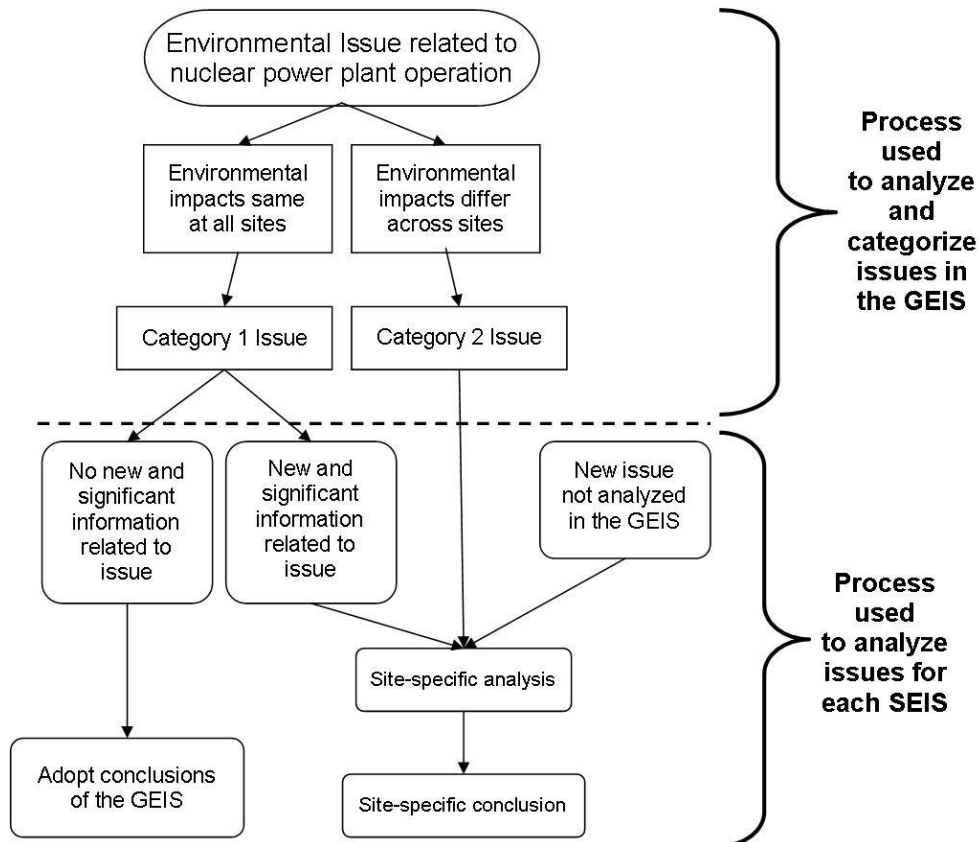 Environmental Issue related to
nuclear power plant operation
Environmental
impacts same
at all sites
Environmental
impacts differ
across sites
Category 1 Issue
Category 2 Issue
Process
used
to analyze
and
categorize
issues in
the GEIS
No new and
significant
information
related to
issue
New and
significant
information
related to
issue
New issue
not analyzed
in the GEIS
Site-specific analysis
Adopt conclusions
of the GEIS
Site-specific conclusion
Process
used
to analyze
issues for
each SEIS